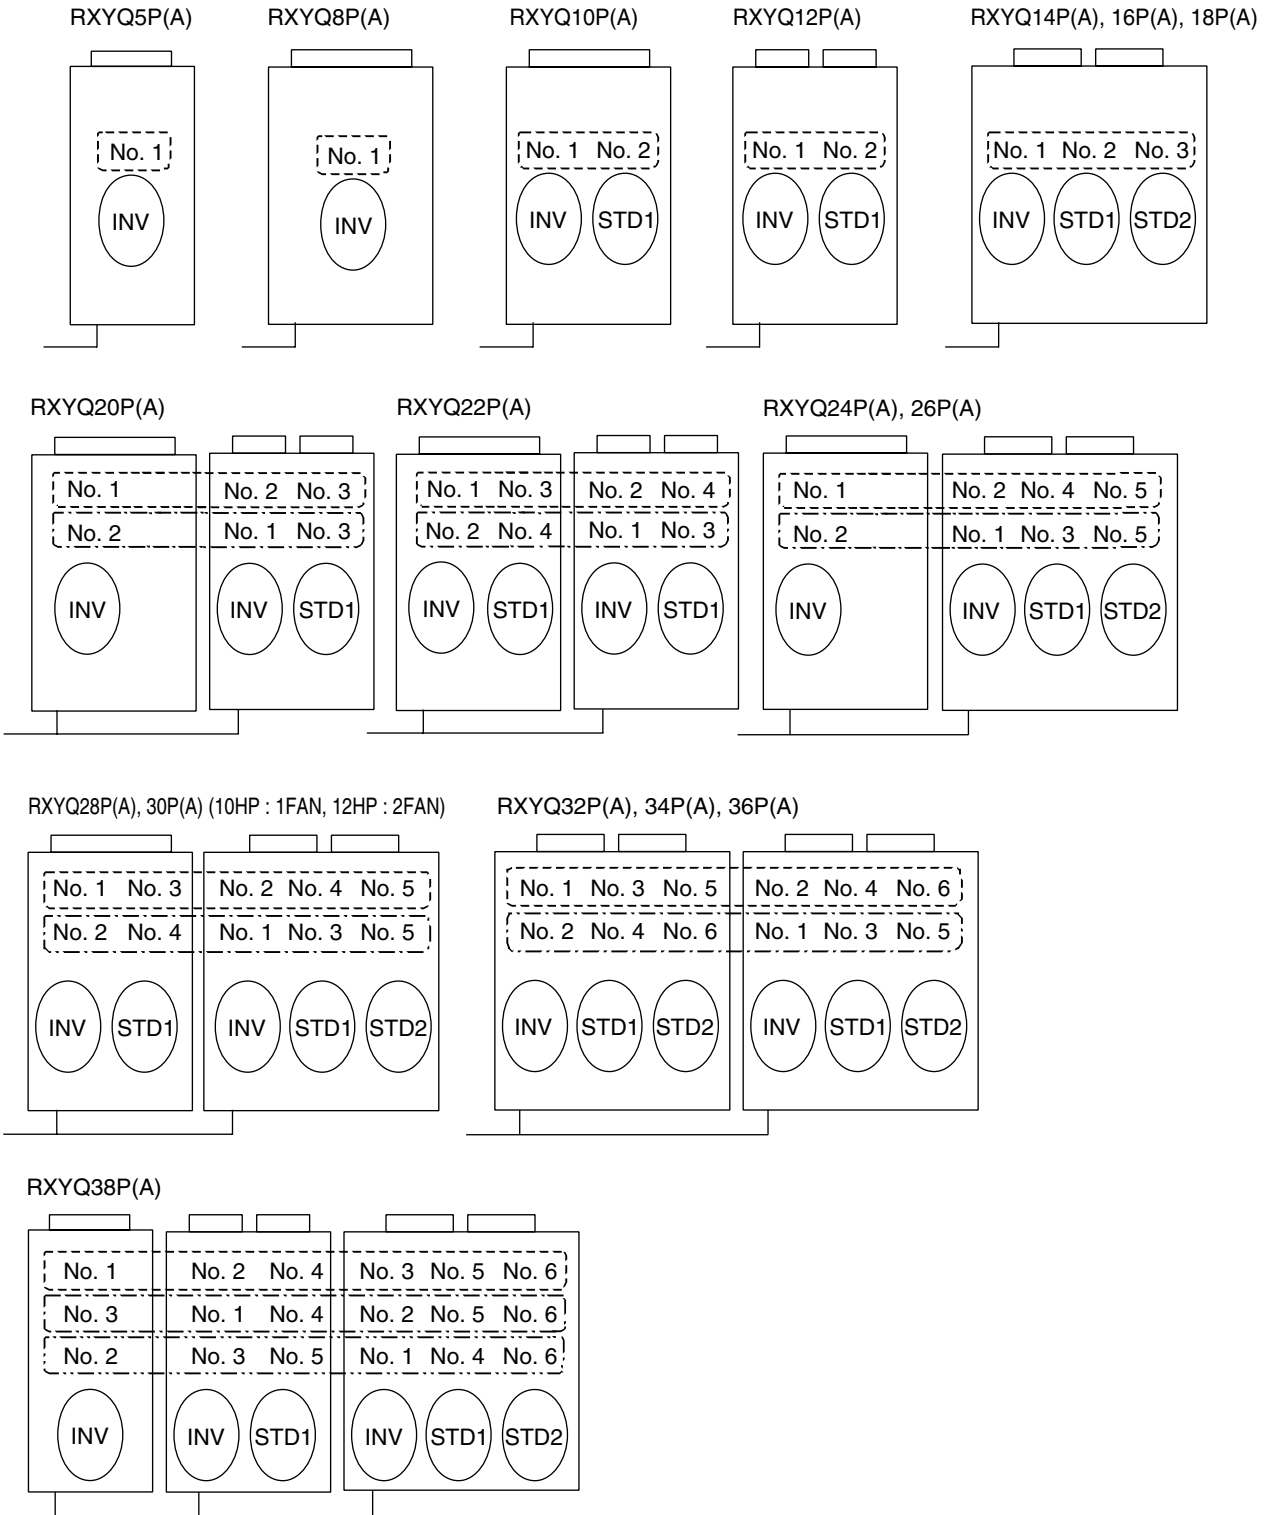 RXYQ5P(A) RXYQ8P(A) RXYQ10P(A) RXYQ12P(A) RXYQ14P(A), 16P(A), 18P(A)
No. 1 No. 1 No. 1 No. 2 No. 1 No. 2 No. 1 No. 2 No. 3
INV INV INV STD1 INV STD1 INV STD1 STD2
RXYQ20P(A) RXYQ22P(A) RXYQ24P(A), 26P(A)
No. 1 No. 2 No. 3 No. 1 No. 3 No. 2 No. 4 No. 1 No. 2 No. 4 No. 5
No. 2 No. 1 No. 3 No. 2 No. 4 No. 1 No. 3 No. 2 No. 1 No. 3 No. 5
INV INV STD1 INV STD1 INV STD1 INV INV STD1 STD2
RXYQ28P(A), 30P(A) (10HP : 1FAN, 12HP : 2FAN) RXYQ32P(A), 34P(A), 36P(A)
No. 1 No. 3 No. 2 No. 4 No. 5 No. 1 No. 3 No. 5 No. 2 No. 4 No. 6
No. 2 No. 4 No. 1 No. 3 No. 5 No. 2 No. 4 No. 6 No. 1 No. 3 No. 5
INV STD1 INV STD1 STD2 INV STD1 STD2 INV STD1 STD2
RXYQ38P(A)
No. 1 No. 2 No. 4 No. 3 No. 5 No. 6
No. 3 No. 1 No. 4 No. 2 No. 5 No. 6
No. 2 No. 3 No. 5 No. 1 No. 4 No. 6
INV INV STD1 INV STD1 STD2